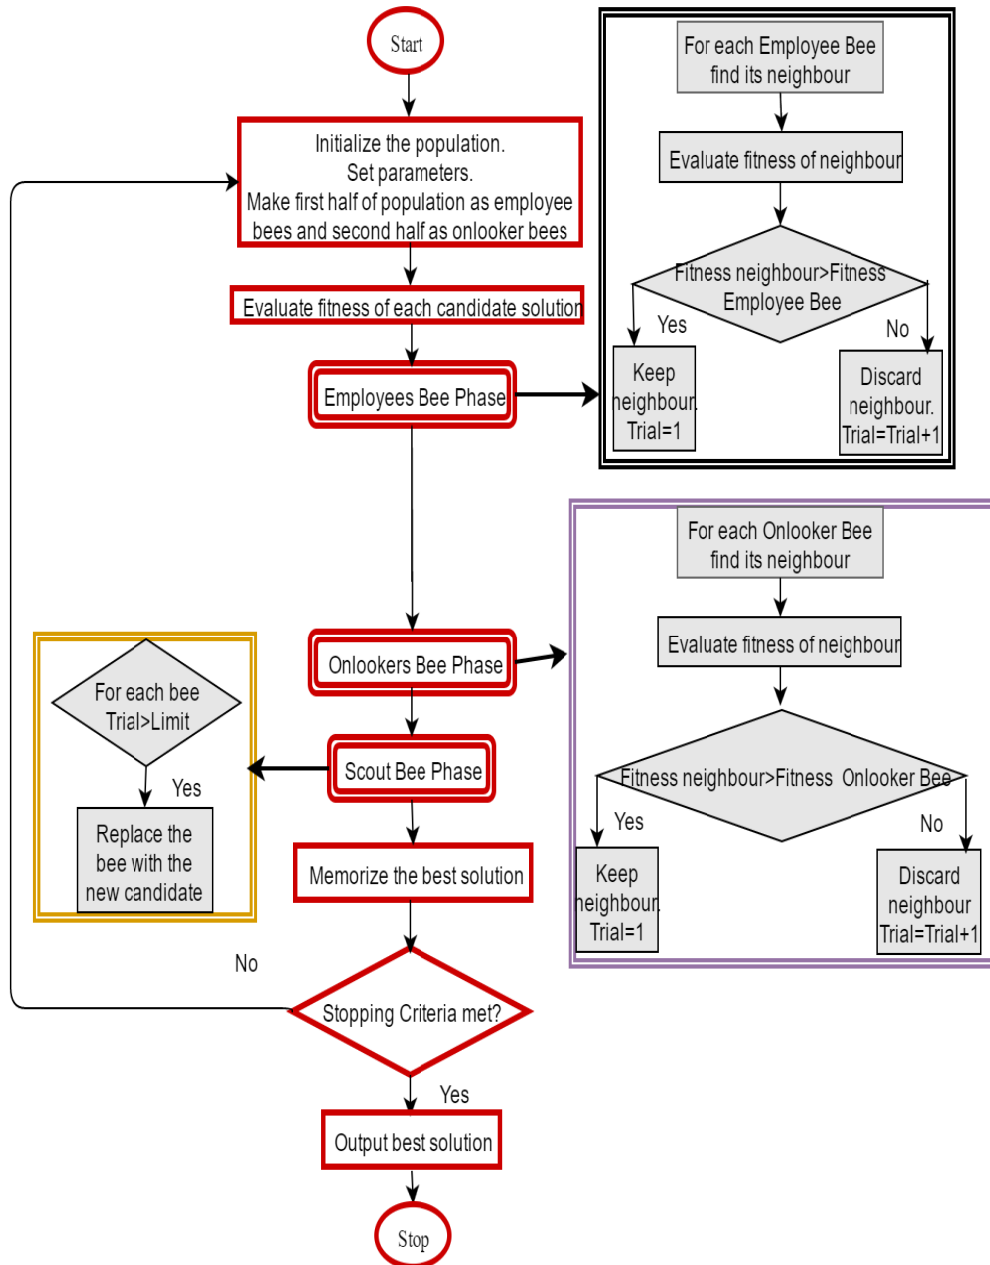 Start
Initialize the population.
Set parameters.
Make first half of population as employee
bees and second half as onlooker bees
Evaluate fitness of each candidate solution
Employees Bee Phase
For each Employee Bee
find its neighbour
Evaluate fitness of neighbour
Fitness neighbour>Fitness
Employee Bee
Yes
No
Keep
neighbour.
Trial=1
Discard
neighbour.
Trial=Trial+1
Onlookers Bee Phase
For each Onlooker Bee
find its neighbour
Evaluate fitness of neighbour
Fitness neighbour>Fitness Onlooker Bee
Yes
No
Keep
neighbour.
Trial=1
Discard
neighbour
Trial=Trial+1
Scout Bee Phase
For each bee
Trial>Limit
Yes
Replace the
bee with the
new candidate
Memorize the best solution
Stopping Criteria met?
No
Yes
Output best solution
Stop